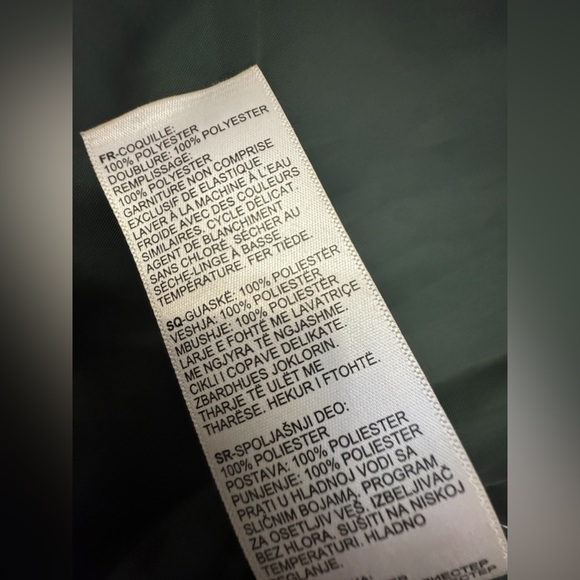 FR-COQUILLE:
100% POLYESTER
DOUBLURE: 100% POLYESTER
REMPLISSAGE:
100% POLYESTER
GARNITURE NON COMPRISE
EXCLUSIF DE ELASTIQUE
LAVER À LA MACHINE À L'EAU
FROIDE AVEC DES COULEURS
SIMILAIRES, CYCLE DÉLICAT.
AGENT DE BLANCHIMENT
SANS CHLORE. SÉCHER AU
SÈCHE-LINGE À BASSE
TEMPÉRATURE. FER TIÈDE.
SQ-GUASKË: 100% POLIESTËR
VESHJA: 100% POLIESTËR
MBUSHJE: 100% POLIESTËR
LARJE E FOHTË ME LAVATRIÇE
ME NGJYRA TË NGJASHME,
CIKLI I COPAVE DELIKATE.
ZBARDHUES JOKLORIN.
THARJE TË ULËT ME
THARËSE. HEKUR I FTOHTË.
SR-SPOLJAŠNJI DEO:
100% POLIESTER
POSTAVA: 100% POLIESTER
PUNJENJE: 100% POLIESTER
PRATI U HLADNOJ VODI SA
SLIČNIM BOJAMA, PROGRAM
ZA OSETLJIV VEŠ. IZBELJIVAČ
BEZ HLORA. SUŠITI NA NISKOJ
TEMPERATURI. HLADNO